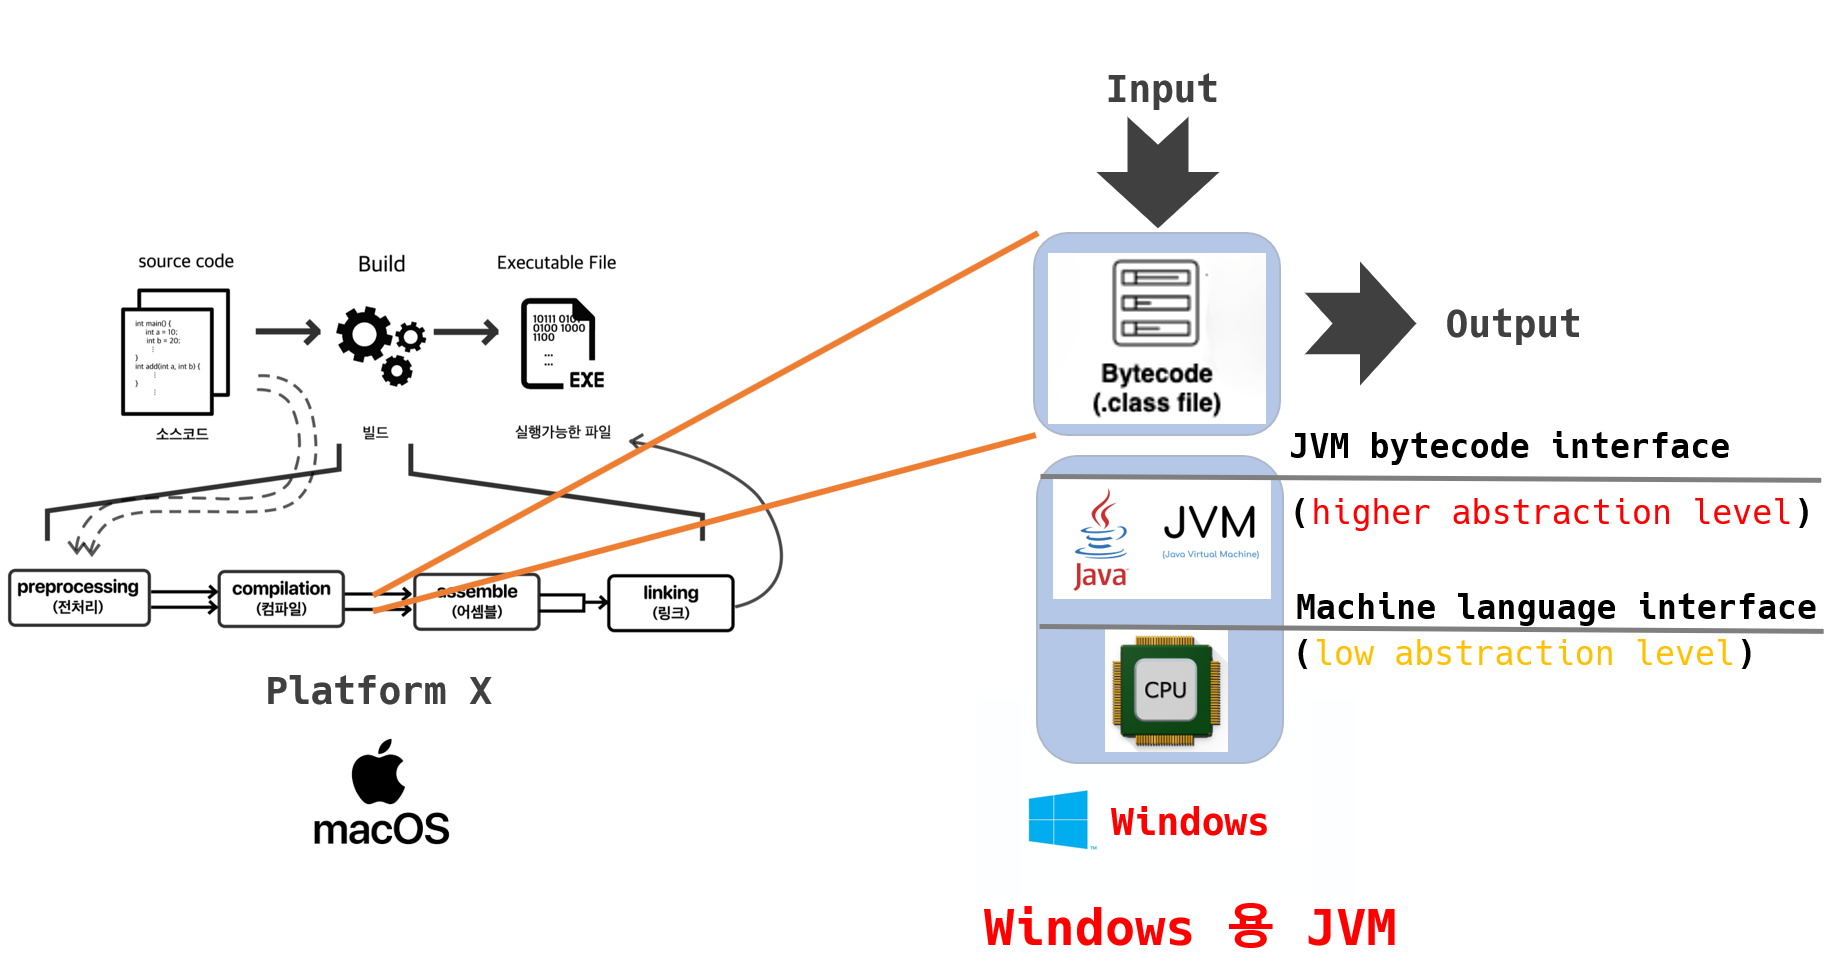 Input
source code
Build
Executable File
int main() {
int a = 10;
int b = 20;
⋮
}
int add(int a, int b) {
⋮
}
⋮
10111 010
0100 1000
1100
...
...
EXE
소스코드
빌드
실행가능한 파일
Bytecode
(.class file)
Output
JVM bytecode interface
(higher abstraction level)
Java
JVM
(Java Virtual Machine)
preprocessing
(전처리)
compilation
(컴파일)
assemble
(어셈블)
linking
(링크)
Machine language interface
(low abstraction level)
CPU
Platform X
macOS
Windows
Windows 용 JVM